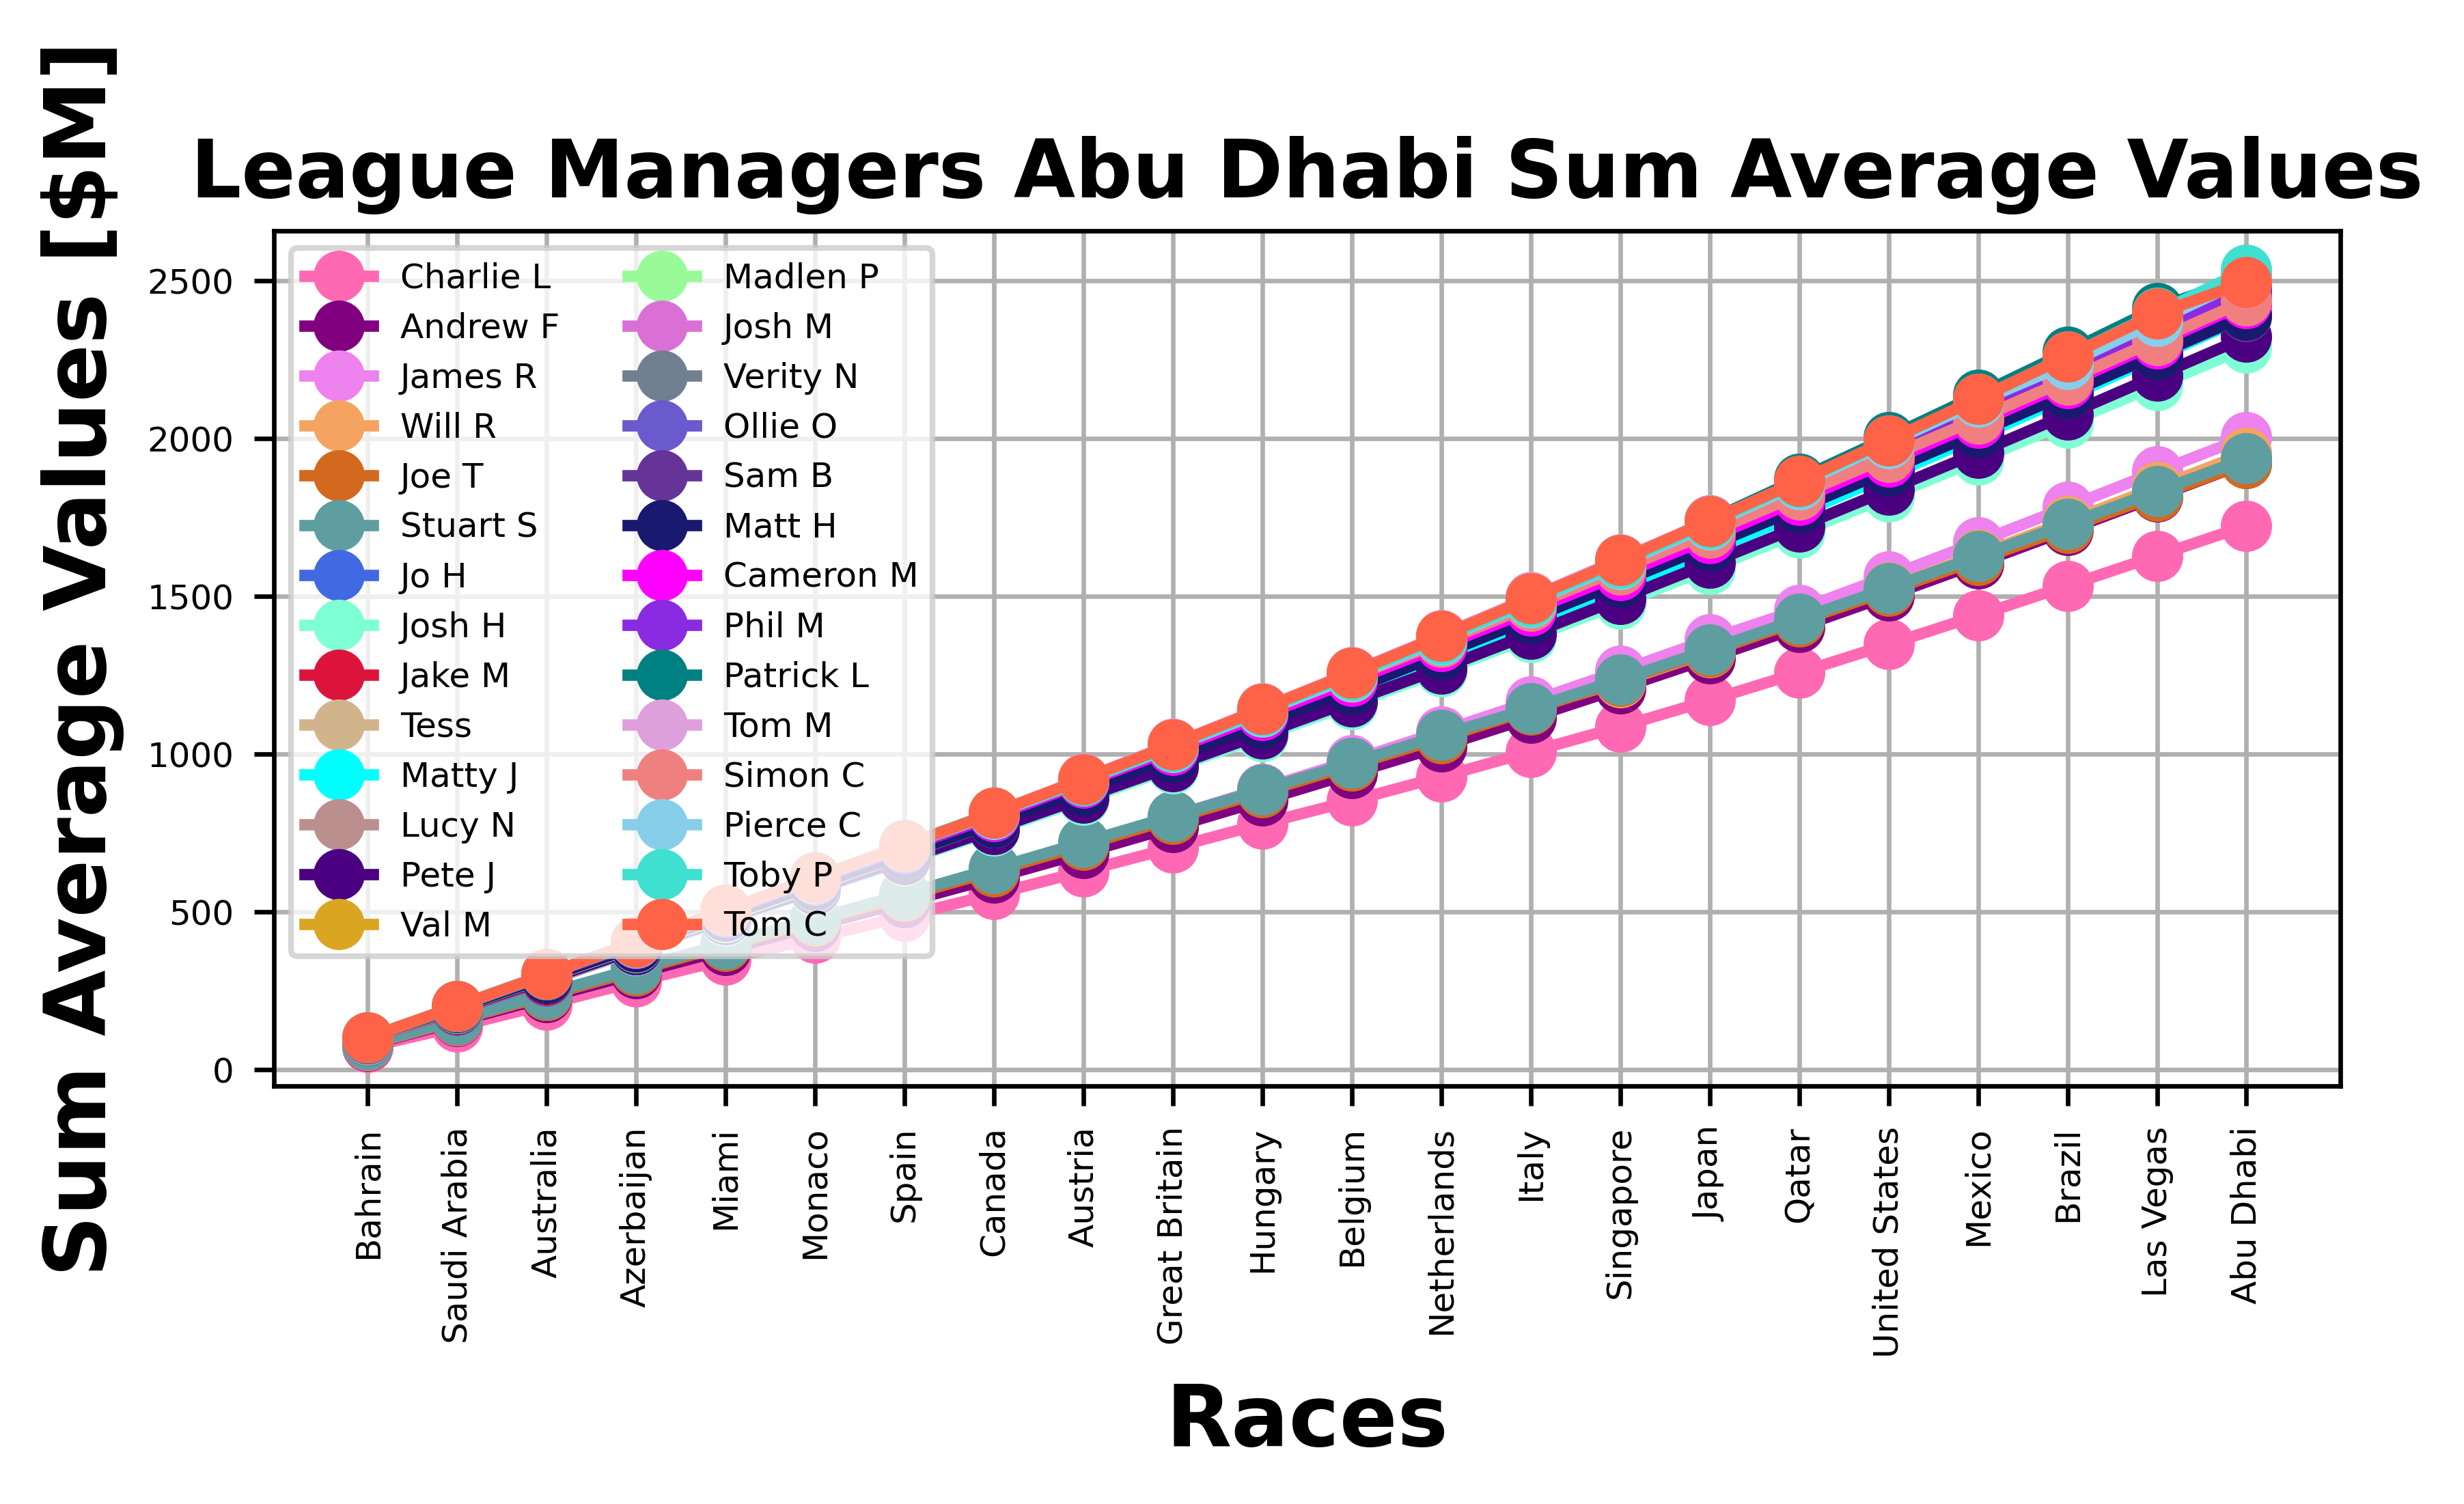 League Managers Abu Dhabi Sum Average Values
Sum Average Values [$M]
2500
2000
1500
1000
500
0
Charlie L
Andrew F
James R
Will R
Joe T
Stuart S
Jo H
Josh H
Jake M
Tess
Matty J
Lucy N
Pete J
Val M
Madlen P
Josh M
Verity N
Ollie O
Sam B
Matt H
Cameron M
Phil M
Patrick L
Tom M
Simon C
Pierce C
Toby P
Tom C
Bahrain
Saudi Arabia
Australia
Azerbaijan
Miami
Monaco
Spain
Canada
Austria
Great Britain
Hungary
Belgium
Netherlands
Italy
Singapore
Japan
Qatar
United States
Mexico
Brazil
Las Vegas
Abu Dhabi
Races